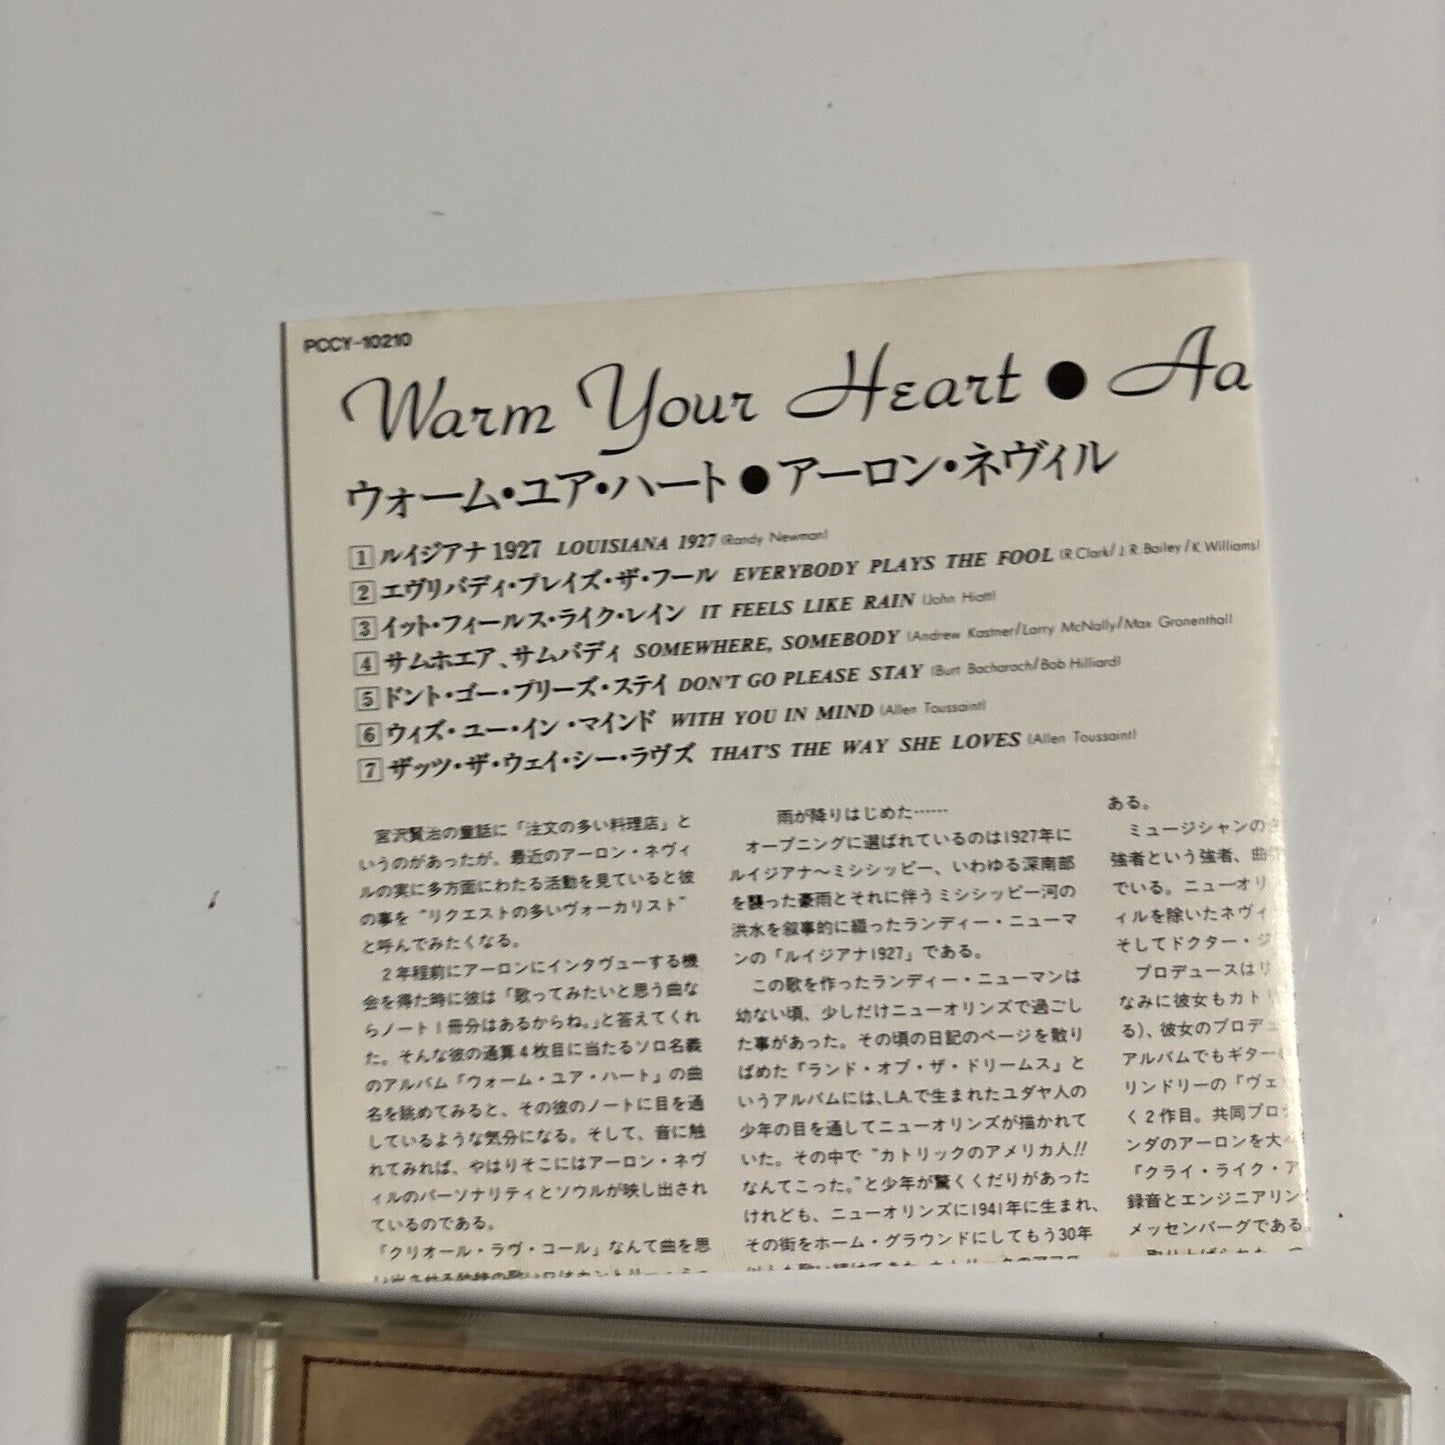 PCCY-10210
Warm Your Heart ● Aa
ウォーム・ユア・ハート●アーロン・ネヴィル
1 ルイジアナ1927 LOUISIANA 1927 (Randy Newman)
2 エヴリバディ・プレイズ・ザ・フール EVERYBODY PLAYS THE FOOL (R.Clark/J.R.Bailey/K.Williams)
3 イット・フィールス・ライク・レイン IT FEELS LIKE RAIN (John Hiatt)
4 サムホエア、サムバディ SOMEWHERE, SOMEBODY (Andrew Kastner/Larry McNally/Max Gronenthal)
5 ドント・ゴー・プリーズ・ステイ DON'T GO PLEASE STAY (Burt Bacharach/Bob Hilliard)
6 ウィズ・ユー・イン・マインド WITH YOU IN MIND (Allen Toussaint)
7 ザッツ・ザ・ウェイ・シー・ラヴズ THAT'S THE WAY SHE LOVES (Allen Toussaint)
宮沢賢治の童話に「注文の多い料理店」と
いうのがあったが、最近のアーロン・ネヴィ
ルの実に多方面にわたる活動を見ていると彼
の事を“リクエストの多いヴォーカリスト”
と呼んでみたくなる。
2年程前にアーロンにインタヴューする機
会を得た時に彼は「歌ってみたいと思う曲な
らノート1冊分はあるからね。」と答えてくれ
た。そんな彼の通算4枚目に当たるソロ名義
のアルバム「ウォーム・ユア・ハート」の曲
名を眺めてみると、その彼のノートに目を通
しているような気分になる。そして、音に触
れてみれば、やはりそこにはアーロン・ネヴ
ィルのパーソナリティとソウルが映し出され
ているのである。
「クリオール・ラヴ・コール」なんて曲を思
雨が降りはじめた……
オープニングに選ばれているのは1927年に
ルイジアナ〜ミシシッピー、いわゆる深南部
を襲った豪雨とそれに伴うミシシッピー河の
洪水を叙事的に綴ったランディー・ニューマ
ンの「ルイジアナ1927」である。
この歌を作ったランディー・ニューマンは
幼ない頃、少しだけニューオリンズで過ごし
た事があった。その頃の日記のページを散り
ばめた「ランド・オブ・ザ・ドリームス」と
いうアルバムには、L.A.で生まれたユダヤ人の
少年の目を通してニューオリンズが描かれて
いた。その中で“カトリックのアメリカ人!!
なんてこった。”と少年が驚くくだりがあった
けれども、ニューオリンズに1941年に生まれ、
その街をホーム・グラウンドにしてもう30年
ある。
ミュージシャンの
強者という強者、曲
でいる。ニューオリ
ィルを除いたネヴィ
そしてドクター・ジ
プロデュースはリ
なみに彼女もカト
る)、彼女のプロデュ
アルバムでもギター
リンドリーの「ヴェ
く2作目。共同プロ
ンダのアーロンを大
「クライ・ライク・ア
録音とエンジニアリン
メッセンバーグである。